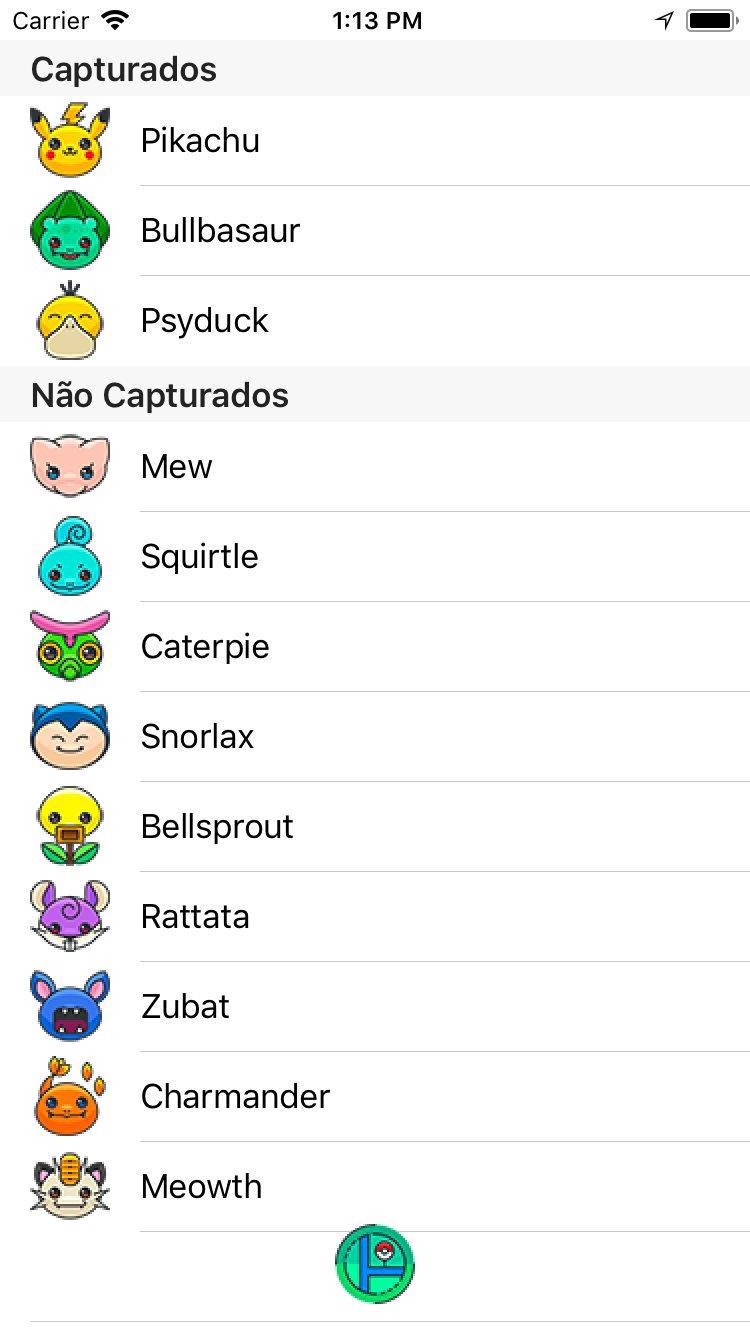 Carrier 1:13 PM
Capturados
Pikachu
Bullbasaur
Psyduck
Não Capturados
Mew
Squirtle
Caterpie
Snorlax
Bellsprout
Rattata
Zubat
Charmander
Meowth